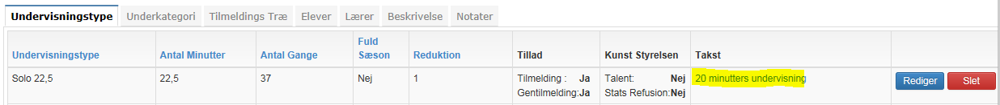 Undervisningstype Underkategori Tilmeldings Træ Elever Lærer Beskrivelse Notater
Undervisningstype Antal Minutter Antal Gange Fuld Sæson Reduktion Tillad Kunst Styrelsen Takst
Solo 22,5 22,5 37 Nej 1 Tilmelding : Ja Talent: Nej 20 minutters undervisning Rediger Slet
Gentilmelding:Ja Stats Refusion:Nej